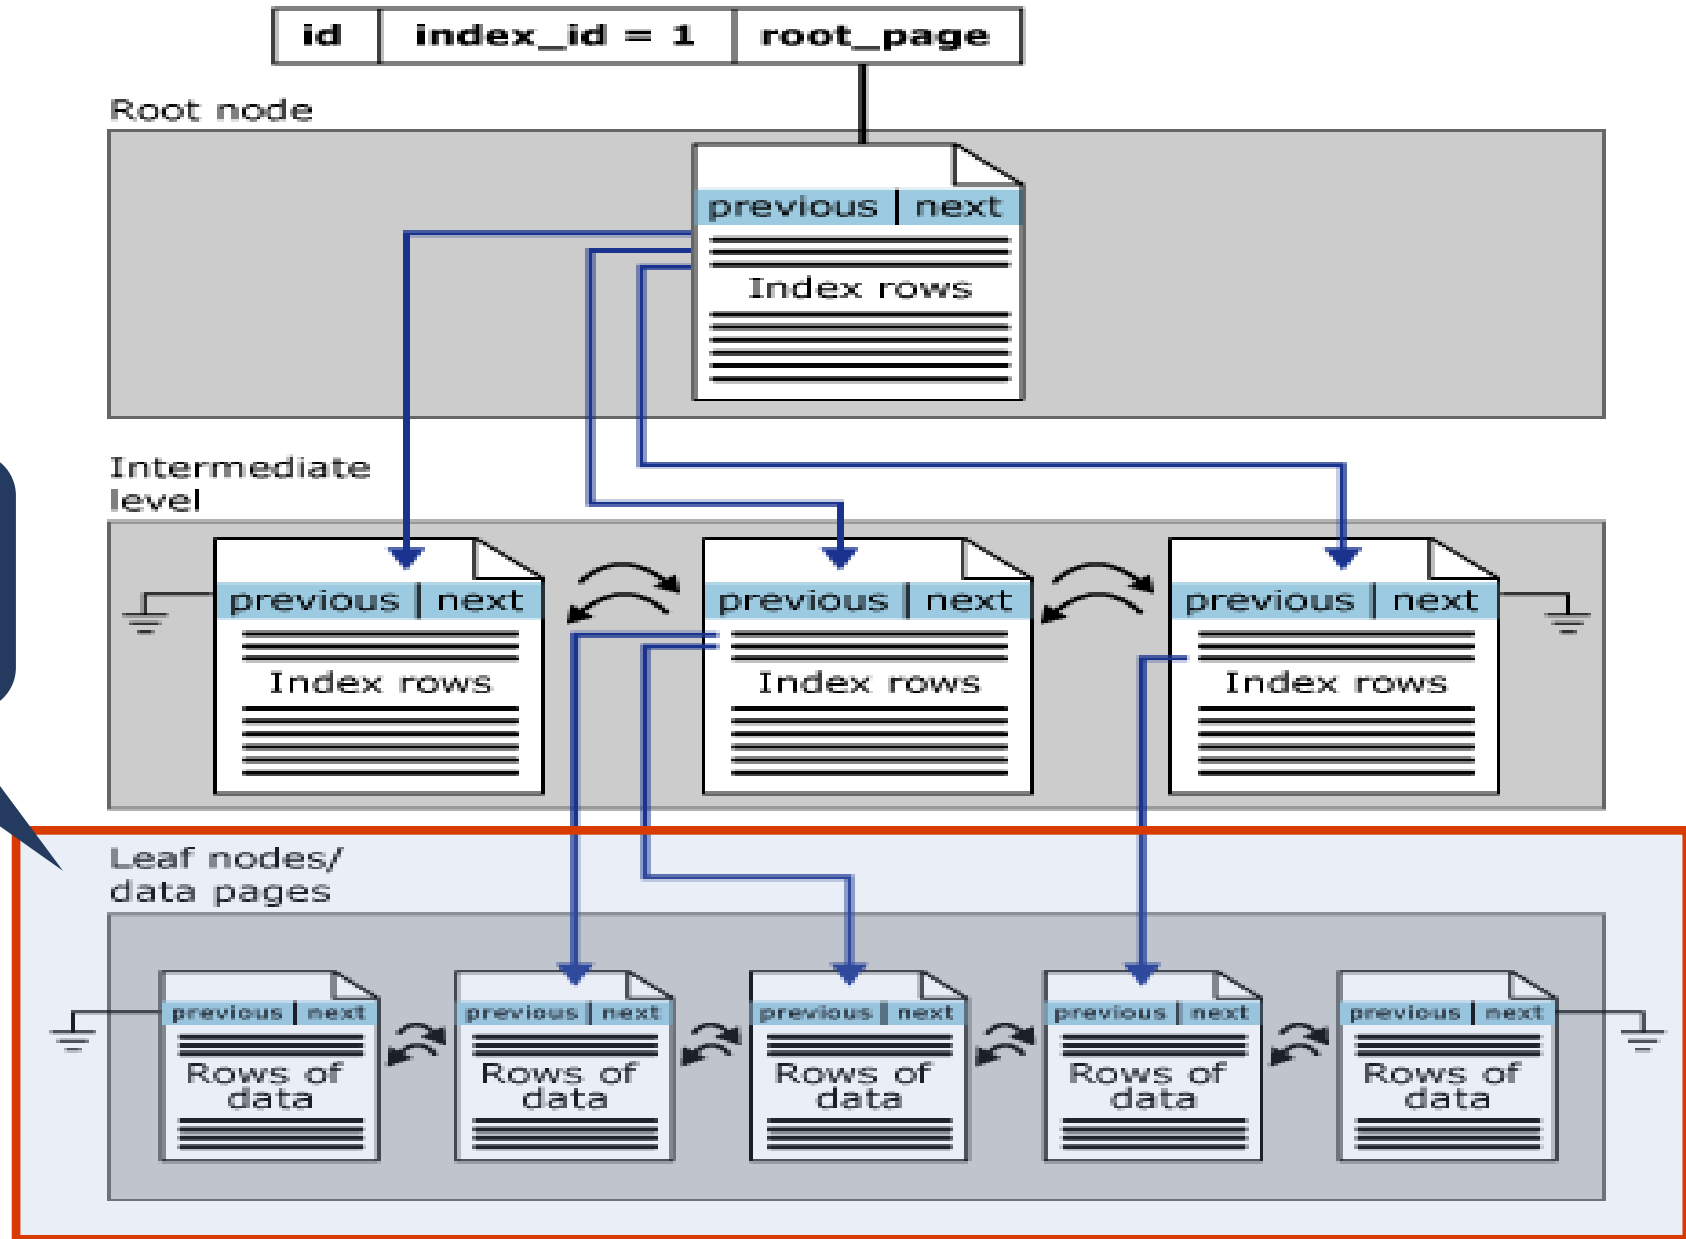 id index_id = 1 root_page
Root node
previous next
Index rows
Intermediate
level
previous next previous next previous next
Index rows Index rows Index rows
Leaf nodes/
data pages
previous next previous next previous next previous next previous next
Rows of Rows of Rows of Rows of Rows of
data data data data data